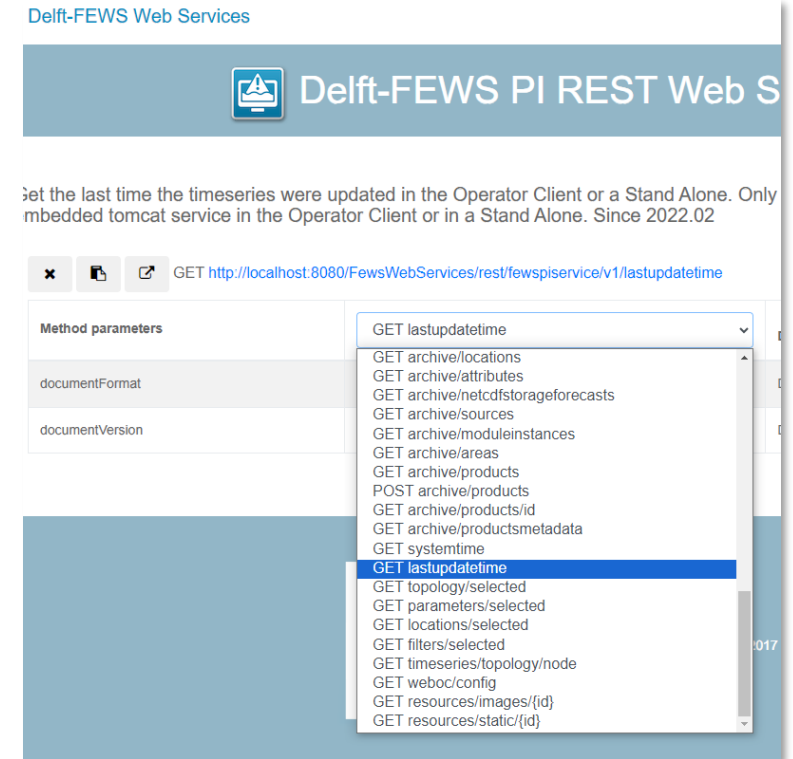 Delft-FEWS Web Services
Delft-FEWS PI REST Web S
Get the last time the timeseries were updated in the Operator Client or a Stand Alone. Only
embedded tomcat service in the Operator Client or in a Stand Alone. Since 2022.02
GET http://localhost:8080/FewsWebServices/rest/fewspiservice/v1/lastupdatetime
Method parameters
GET lastupdatetime
documentFormat
documentVersion
GET archive/locations
GET archive/attributes
GET archive/netcdfstorageforecasts
GET archive/sources
GET archive/moduleinstances
GET archive/areas
GET archive/products
POST archive/products
GET archive/products/id
GET archive/productsmetadata
GET systemtime
GET lastupdatetime
GET topology/selected
GET parameters/selected
GET locations/selected
GET filters/selected
GET timeseries/topology/node
GET weboc/config
GET resources/images/{id}
GET resources/static/{id}
2017